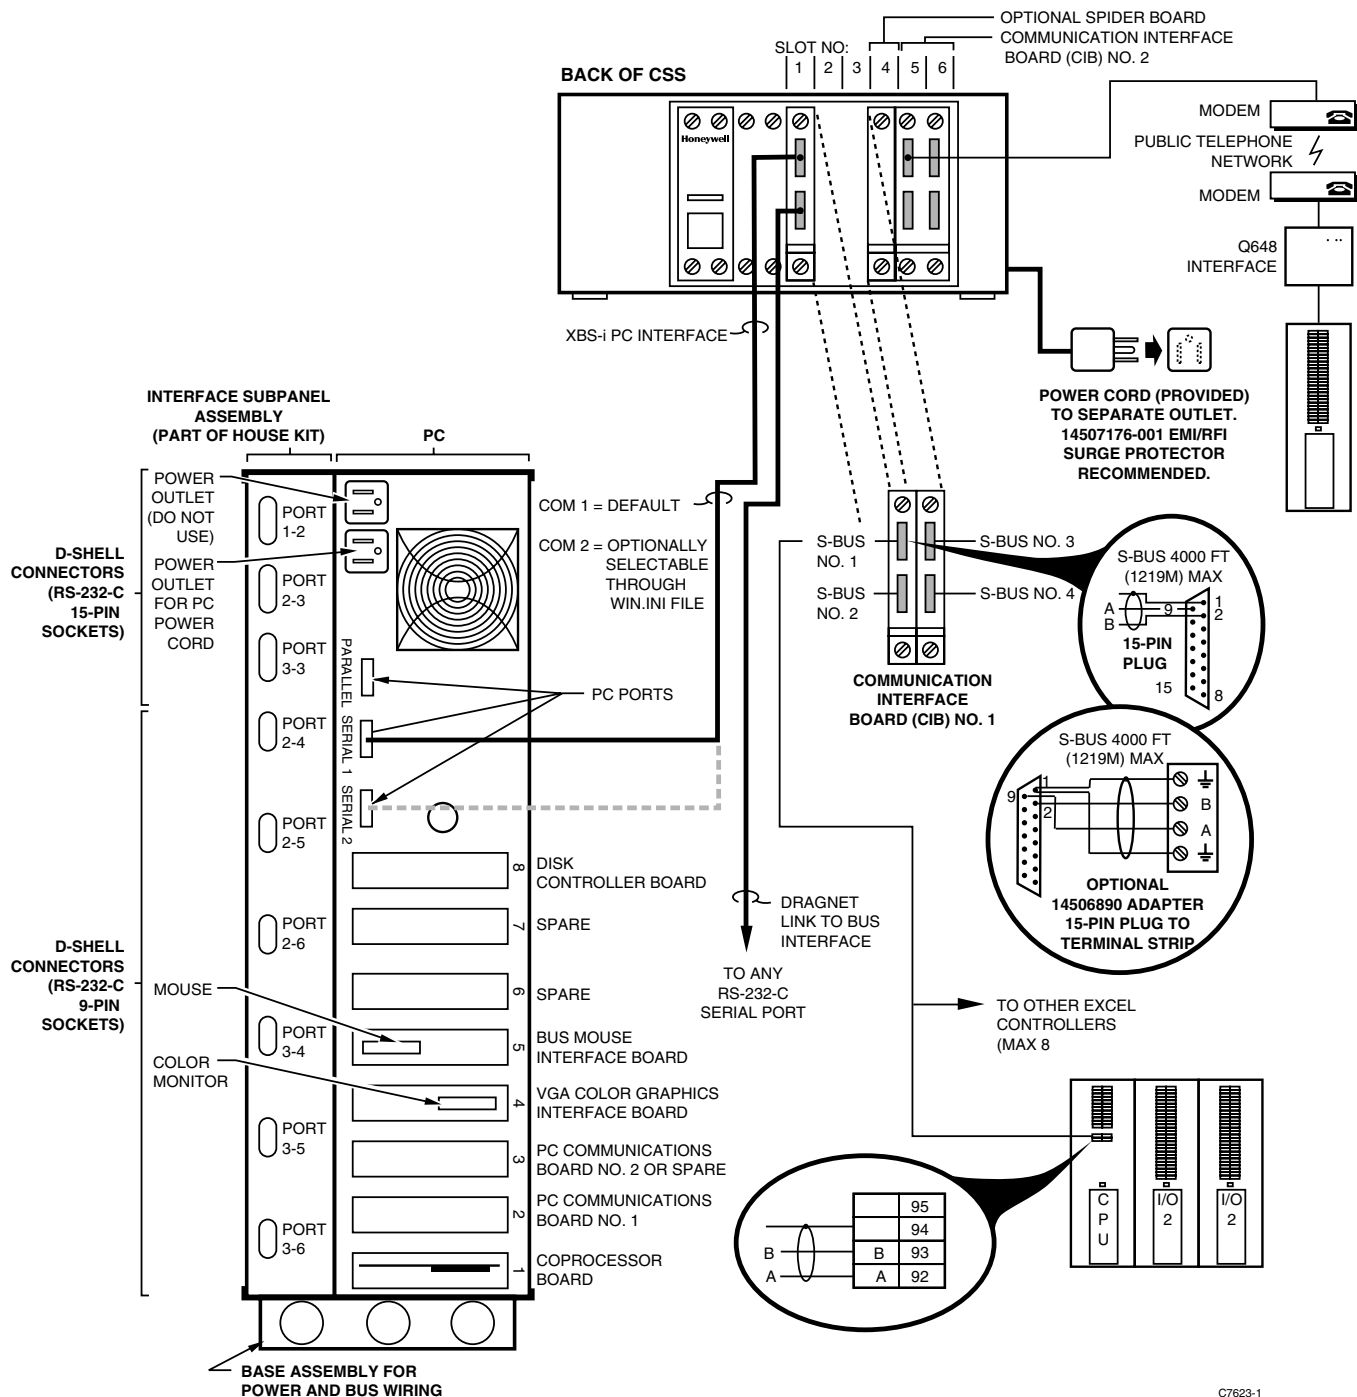 OPTIONAL SPIDER BOARD
COMMUNICATION INTERFACE
BOARD (CIB) NO. 2
SLOT NO:
1 2 3 4 5 6
BACK OF CSS
Honeywell
MODEM
PUBLIC TELEPHONE
NETWORK
MODEM
Q648
INTERFACE
XBS-i PC INTERFACE
POWER CORD (PROVIDED)
TO SEPARATE OUTLET.
14507176-001 EMI/RFI
SURGE PROTECTOR
RECOMMENDED.
INTERFACE SUBPANEL
ASSEMBLY
(PART OF HOUSE KIT)
PC
POWER
OUTLET
(DO NOT
USE)
POWER
OUTLET
FOR PC
POWER
CORD
D-SHELL
CONNECTORS
(RS-232-C
15-PIN
SOCKETS)
PORT
1-2
PORT
2-3
PORT
3-3
PORT
2-4
PORT
2-5
PORT
2-6
PORT
3-4
PORT
3-5
PORT
3-6
PARALLEL
SERIAL 1
SERIAL 2
COM 1 = DEFAULT
COM 2 = OPTIONALLY
SELECTABLE
THROUGH
WIN.INI FILE
PC PORTS
D-SHELL
CONNECTORS
(RS-232-C
9-PIN
SOCKETS)
MOUSE
COLOR
MONITOR
8
DISK
CONTROLLER BOARD
7
SPARE
6
SPARE
5
BUS MOUSE
INTERFACE BOARD
4
VGA COLOR GRAPHICS
INTERFACE BOARD
3
PC COMMUNICATIONS
BOARD NO. 2 OR SPARE
2
PC COMMUNICATIONS
BOARD NO. 1
1
COPROCESSOR
BOARD
BASE ASSEMBLY FOR
POWER AND BUS WIRING
S-BUS
NO. 1
S-BUS
NO. 2
S-BUS NO. 3
S-BUS NO. 4
COMMUNICATION
INTERFACE
BOARD (CIB) NO. 1
S-BUS 4000 FT
(1219M) MAX
1
A 9 2
B
15-PIN
PLUG
15 8
S-BUS 4000 FT
(1219M) MAX
1
9
2
B
A
OPTIONAL
14506890 ADAPTER
15-PIN PLUG TO
TERMINAL STRIP
DRAGNET
LINK TO BUS
INTERFACE
TO ANY
RS-232-C
SERIAL PORT
TO OTHER EXCEL
CONTROLLERS
(MAX 8
C
P
U
I/O
2
I/O
2
95
94
B B 93
A A 92
C7623-1